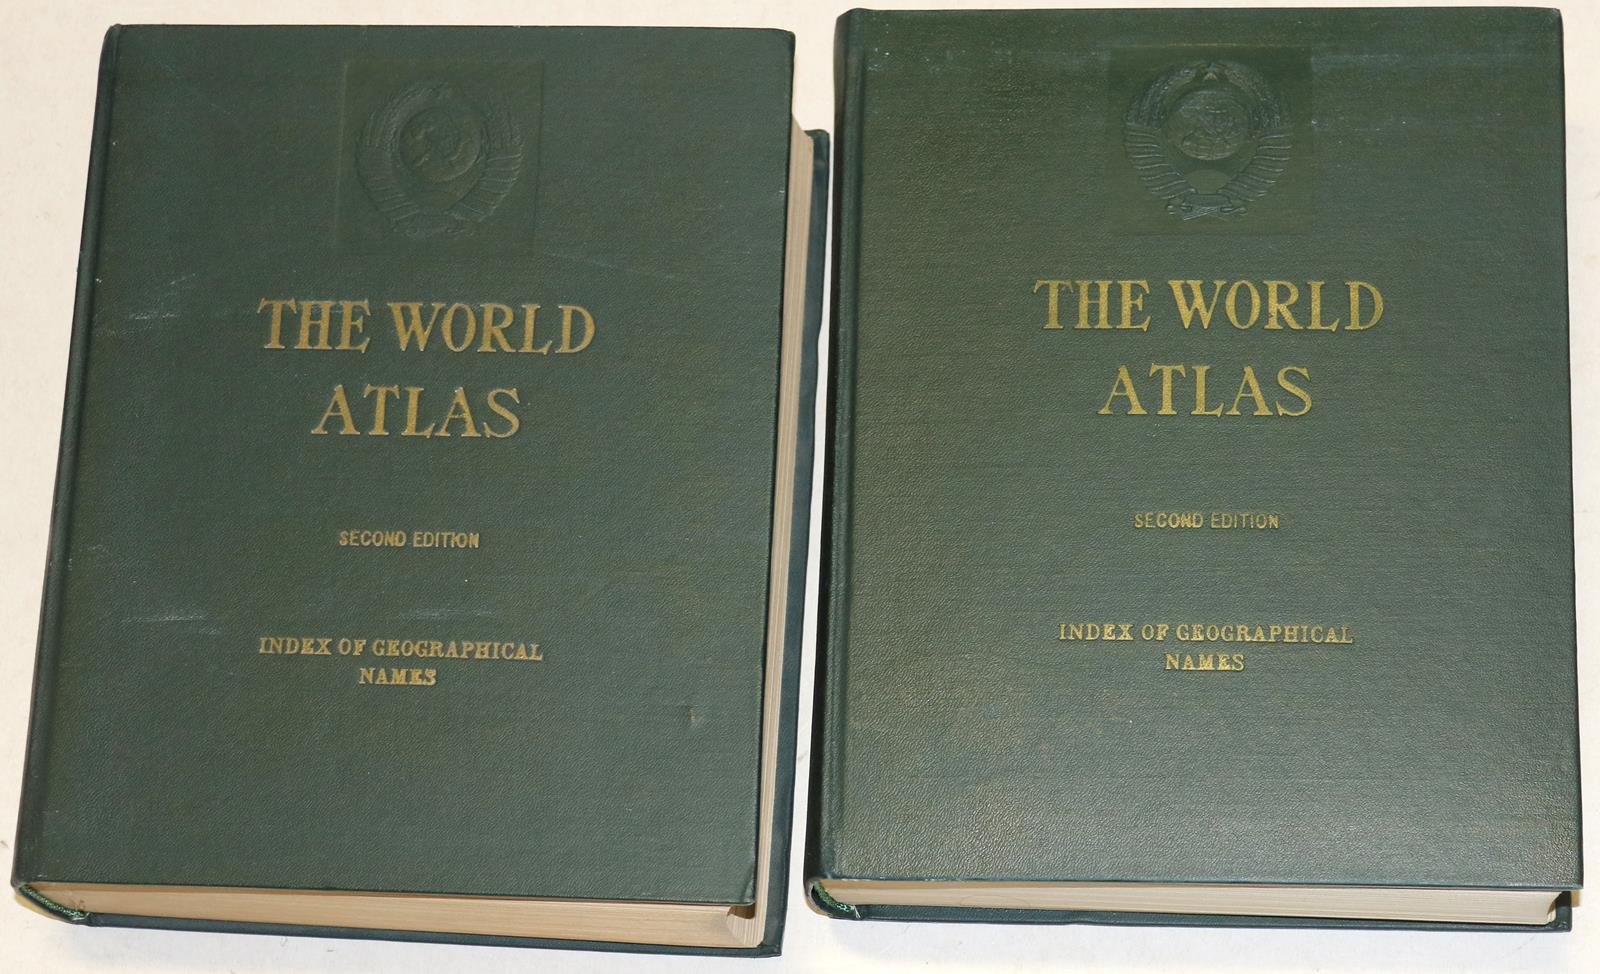 THE WORLD
ATLAS
SECOND EDITION
INDEX OF GEOGRAPHICAL
NAMES
THE WORLD
ATLAS
SECOND EDITION
INDEX OF GEOGRAPHICAL
NAMES